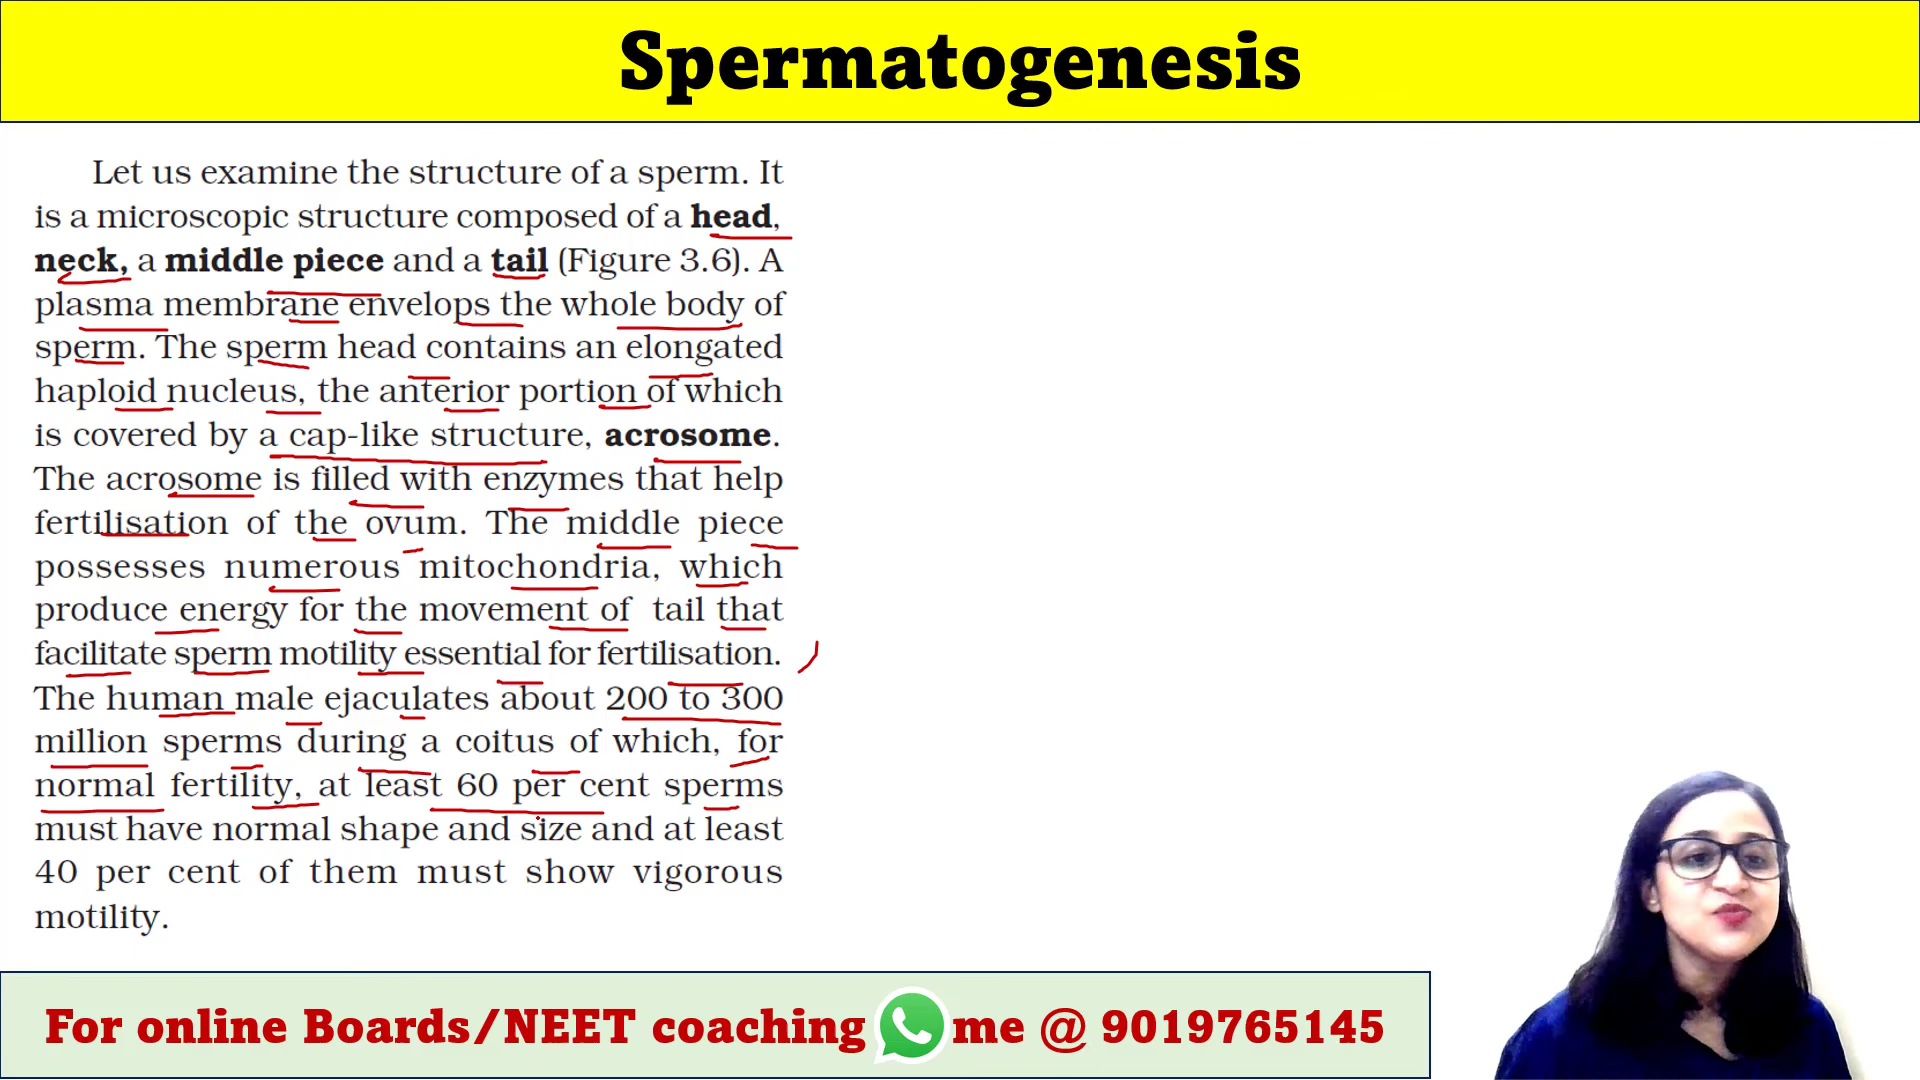 Spermatogenesis
Let us examine the structure of a sperm. It
is a microscopic structure composed of a head,
neck, a middle piece and a tail (Figure 3.6). A
plasma membrane envelops the whole body of
sperm. The sperm head contains an elongated
haploid nucleus, the anterior portion of which
is covered by a cap-like structure, acrosome.
The acrosome is filled with enzymes that help
fertilisation of the ovum. The middle piece
possesses numerous mitochondria, which
produce energy for the movement of tail that
facilitate sperm motility essential for fertilisation.
The human male ejaculates about 200 to 300
million sperms during a coitus of which, for
normal fertility, at least 60 per cent sperms
must have normal shape and size and at least
40 per cent of them must show vigorous
motility.
For online Boards/NEET coaching me @ 9019765145